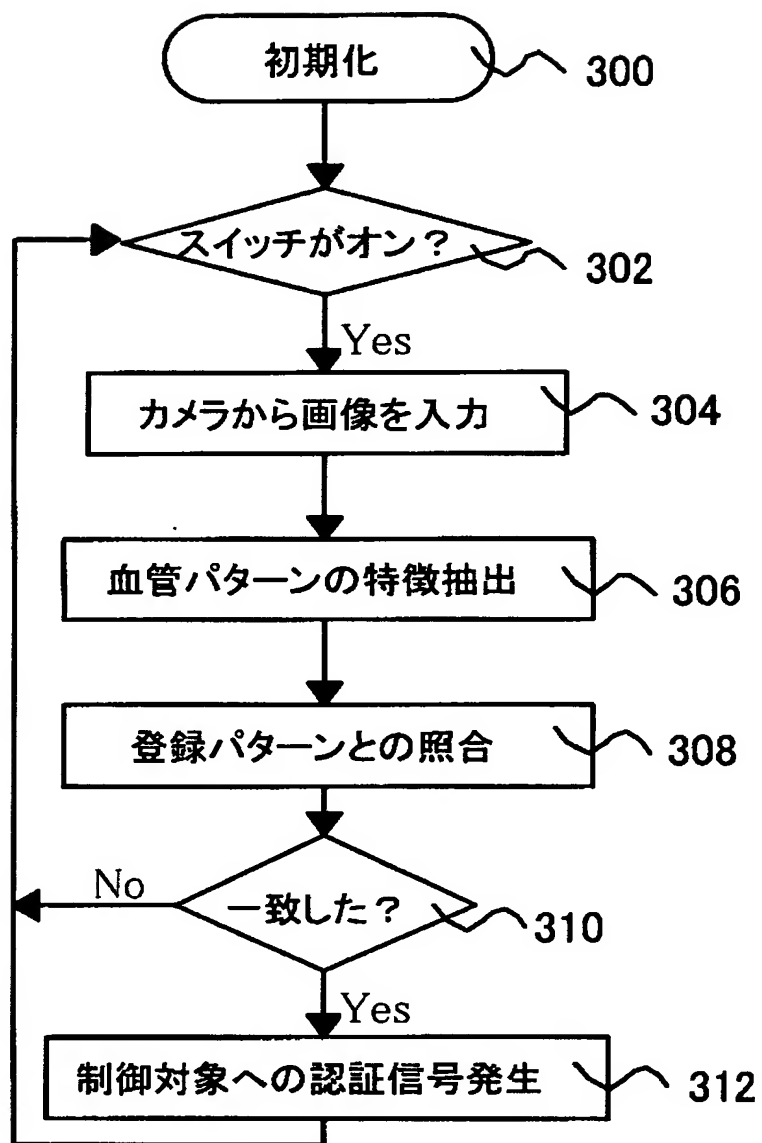 初期化
300
スイッチがオン？
302
Yes
カメラから画像を入力
304
血管パターンの特徴抽出
306
登録パターンとの照合
308
No
一致した？
310
Yes
制御対象への認証信号発生
312